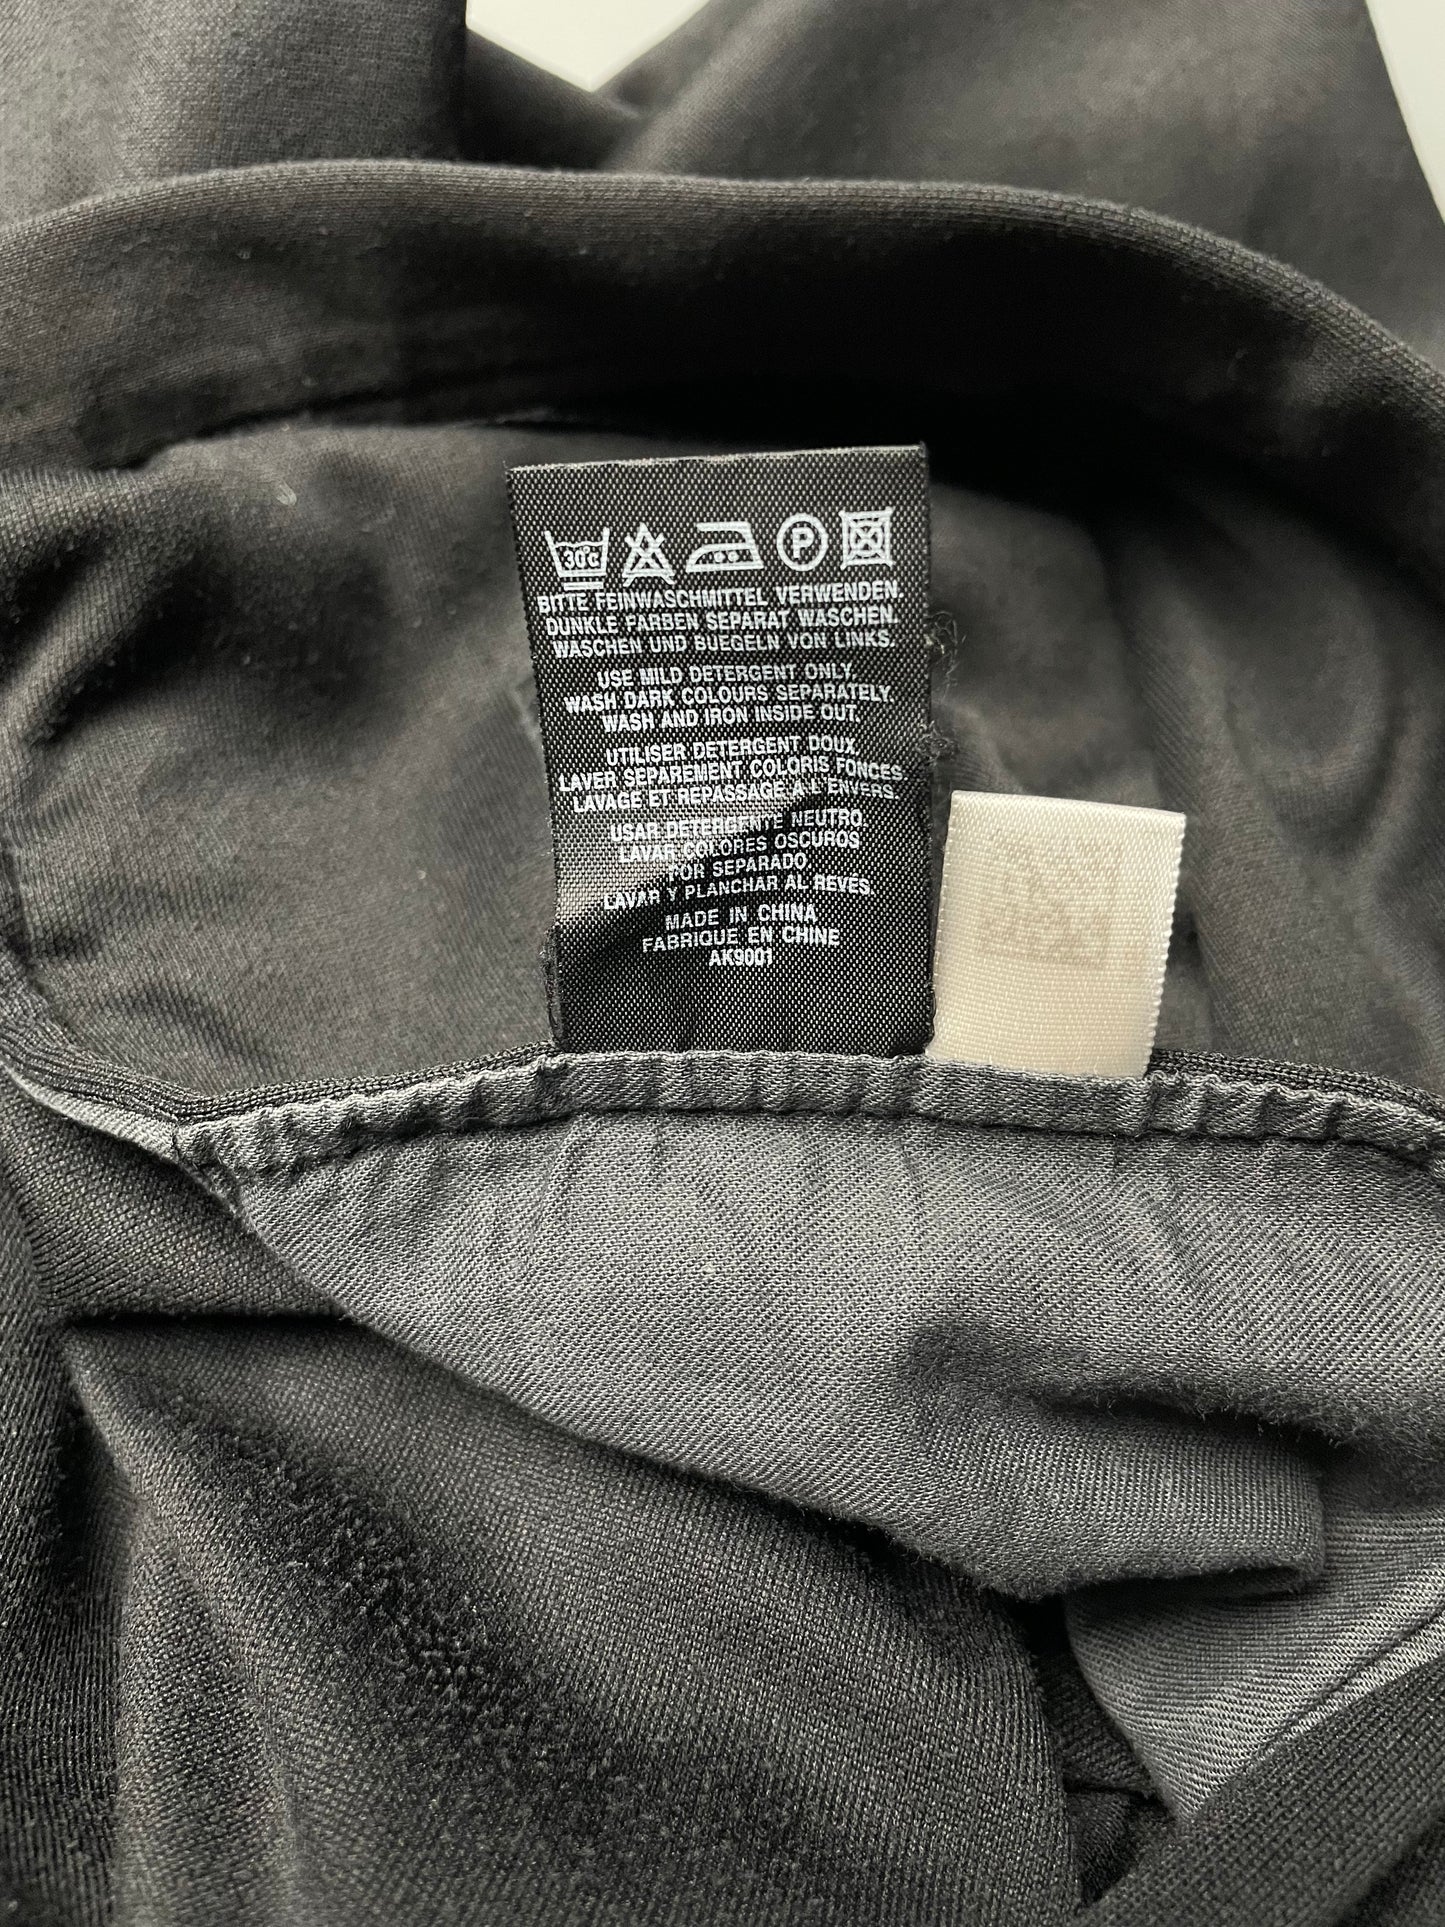 30°C
P
BITTE FEINWASCHMITTEL VERWENDEN.
DUNKLE FARBEN SEPARAT WASCHEN.
WASCHEN UND BUEGELN VON LINKS.
USE MILD DETERGENT ONLY.
WASH DARK COLOURS SEPARATELY
WASH AND IRON INSIDE OUT.
UTILISER DETERGENT DOUX.
LAVER SEPAREMENT COLORIS FONCES
LAVAGE ET REPASSAGE A L'ENVERS
USAR DETERGENTE NEUTRO
LAVAR COLORES OSCUROS
POR SEPARADO
LAVAR Y PLANCHAR AL REVES.
MADE IN CHINA
FABRIQUE EN CHINE
AK9001